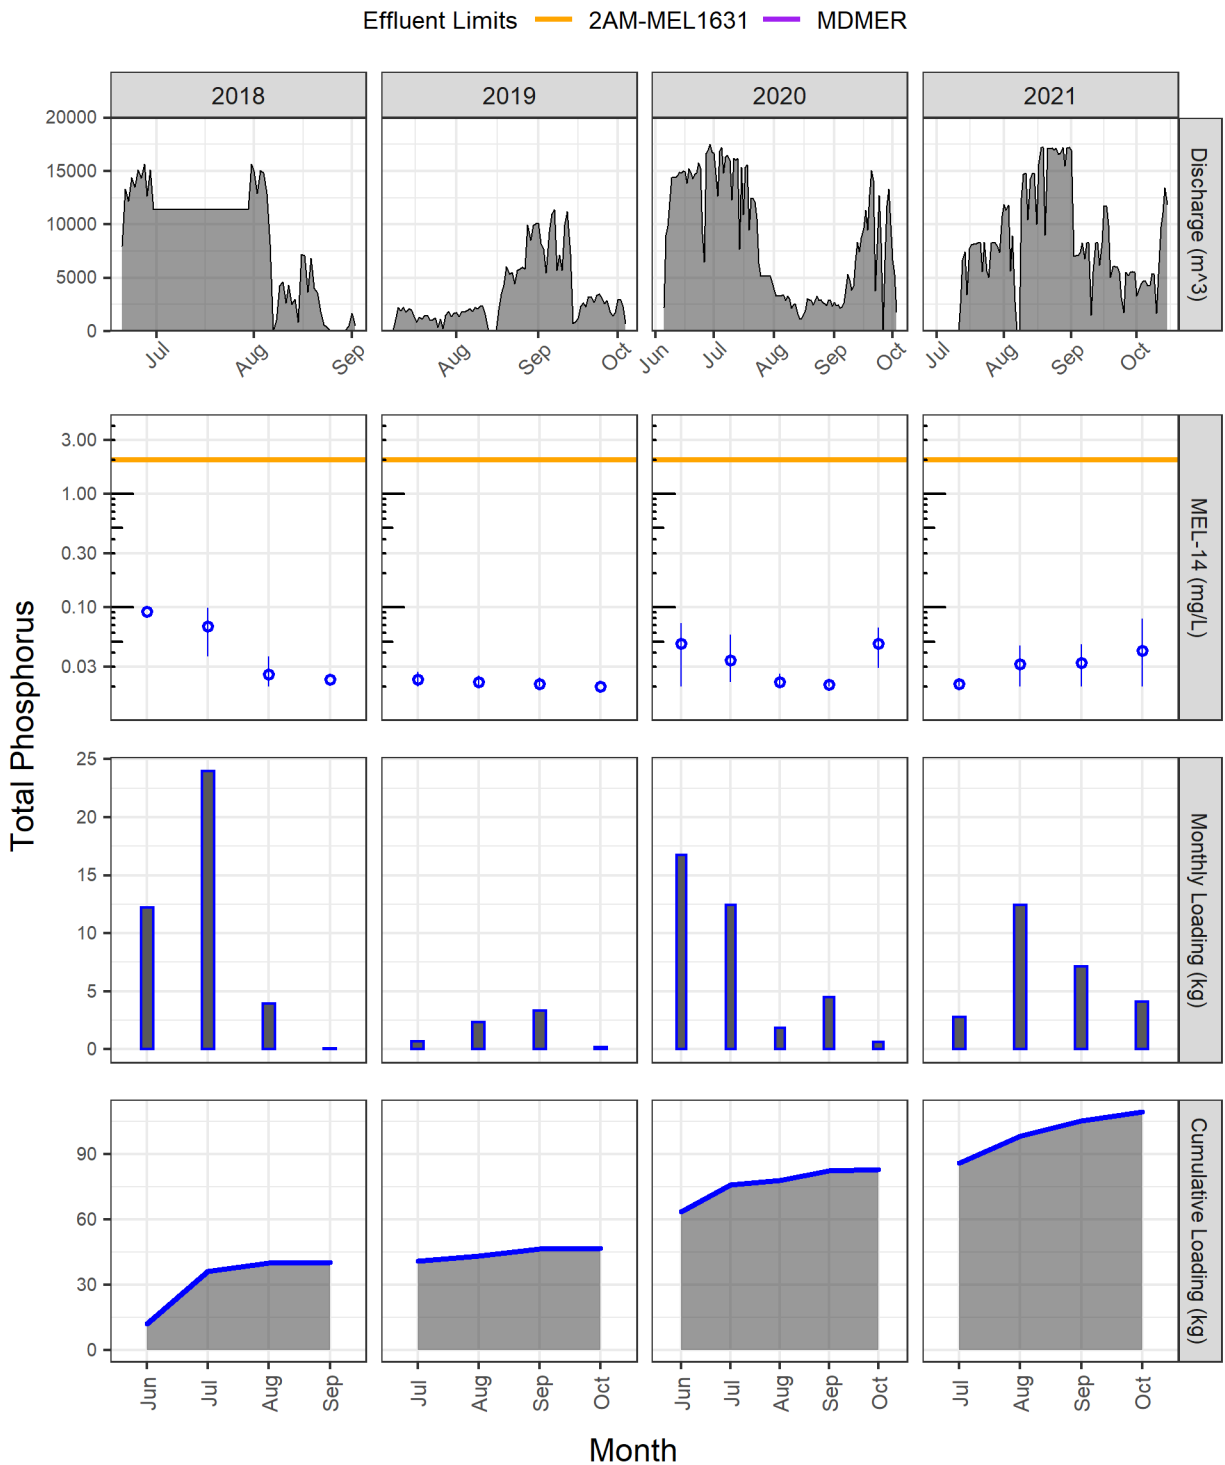 Effluent Limits 2AM-MEL1631 MDMER
2018 2019 2020 2021
20000
15000
10000
5000
0
Discharge (m^3)
Jul Aug Sep Aug Sep Oct Jun Jul Aug Sep Oct Jul Aug Sep Oct
3.00
1.00
0.30
0.10
0.03
MEL-14 (mg/L)
Total Phosphorus
25
20
15
10
5
0
Monthly Loading (kg)
90
60
30
0
Cumulative Loading (kg)
Jun Jul Aug Sep Jul Aug Sep Oct Jun Jul Aug Sep Oct Jul Aug Sep Oct
Month